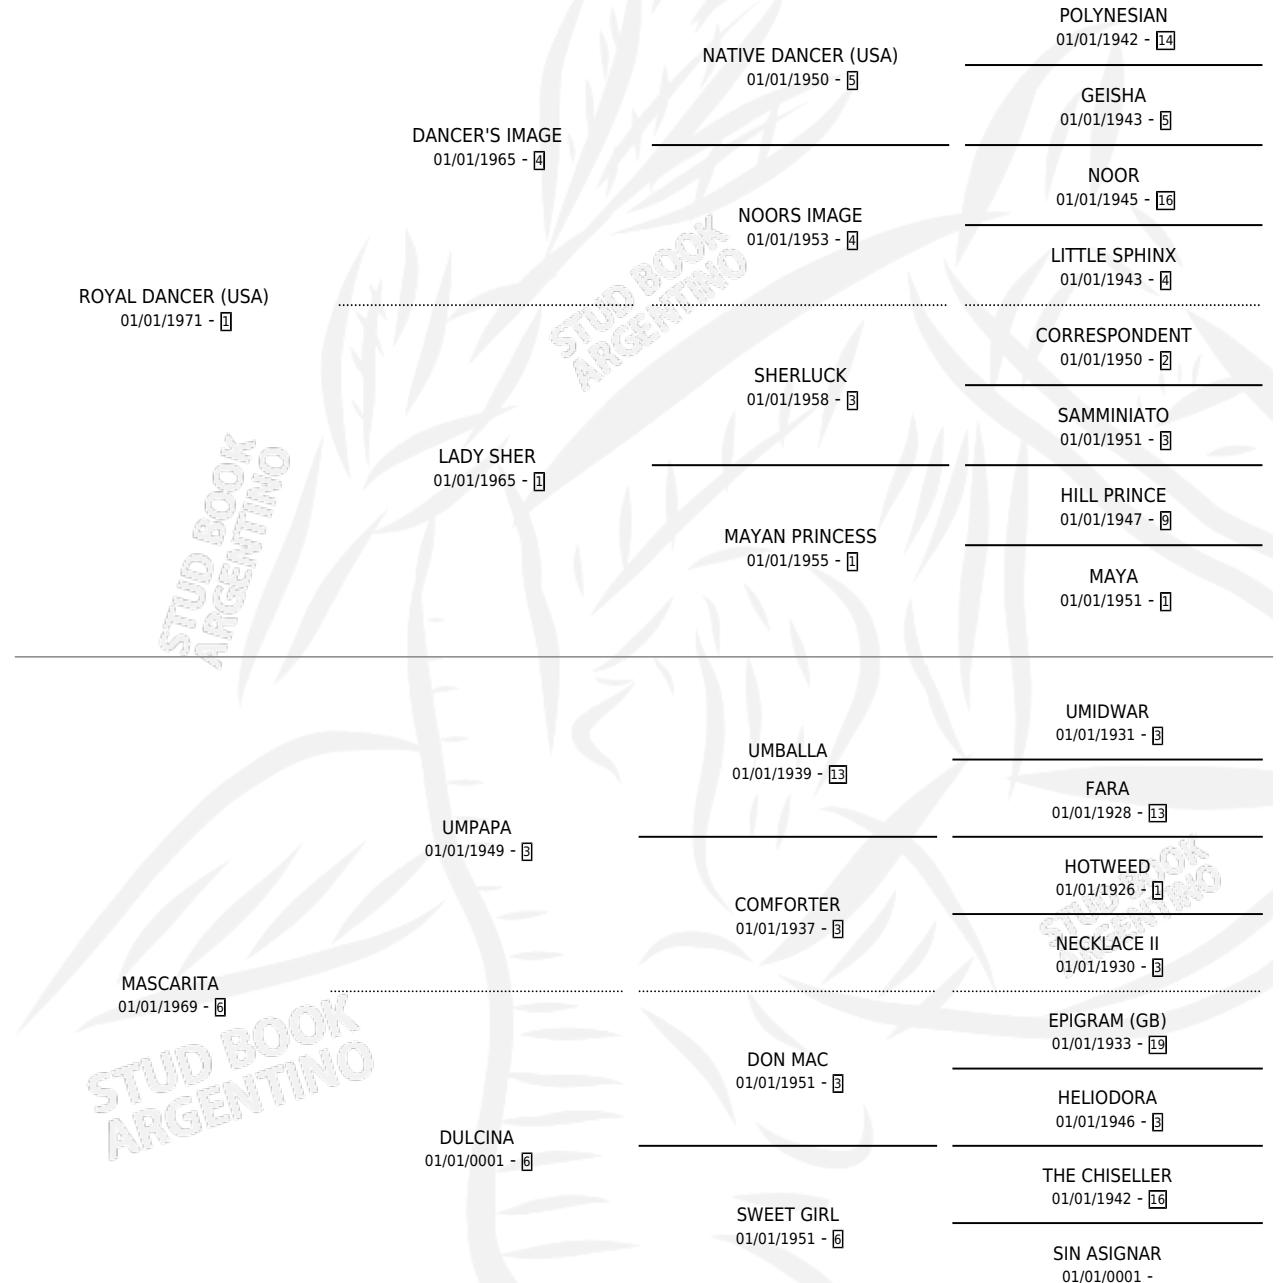 POLYNESIAN
01/01/1942 - 14
NATIVE DANCER (USA)
01/01/1950 - 5
GEISHA
01/01/1943 - 5
DANCER'S IMAGE
01/01/1965 - 4
NOOR
01/01/1945 - 16
NOORS IMAGE
01/01/1953 - 4
LITTLE SPHINX
01/01/1943 - 4
ROYAL DANCER (USA)
01/01/1971 - 1
CORRESPONDENT
01/01/1950 - 2
SHERLUCK
01/01/1958 - 3
SAMMINIATO
01/01/1951 - 3
LADY SHER
01/01/1965 - 1
HILL PRINCE
01/01/1947 - 9
MAYAN PRINCESS
01/01/1955 - 1
MAYA
01/01/1951 - 1
STUD BOOK
ARGENTINO
STUD BOOK
ARGENTINO
UMIDWAR
01/01/1931 - 3
UMBALLA
01/01/1939 - 13
FARA
01/01/1928 - 13
UMPAPA
01/01/1949 - 3
HOTWEED
01/01/1926 - 1
COMFORTER
01/01/1937 - 3
NECKLACE II
01/01/1930 - 3
STUD BOOK
ARGENTINO
MASCARITA
01/01/1969 - 6
EPIGRAM (GB)
01/01/1933 - 19
DON MAC
01/01/1951 - 3
HELIODORA
01/01/1946 - 3
STUD BOOK
ARGENTINO
DULCINA
01/01/0001 - 6
THE CHISELLER
01/01/1942 - 16
SWEET GIRL
01/01/1951 - 6
SIN ASIGNAR
01/01/0001 -